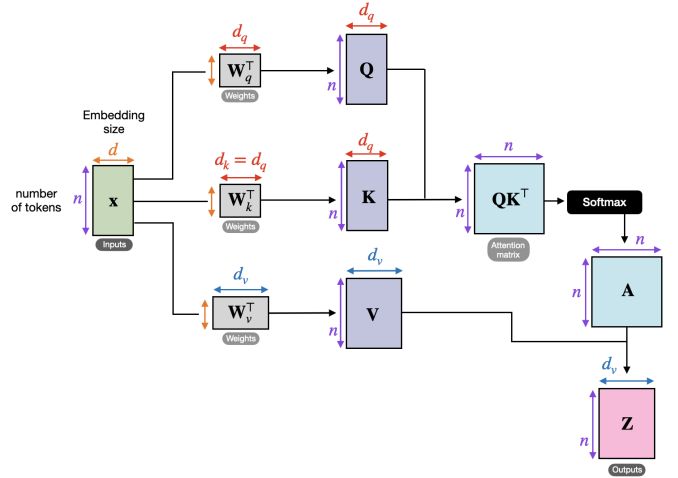 d_q
W_q^⊤
Weights
n
Q
d_q
Embedding
size
d
number
of tokens
n
x
Inputs
d_k = d_q
W_k^⊤
Weights
d_q
n
K
n
n
QK^⊤
Attention
matrix
Softmax
d_v
W_v^⊤
Weights
d_v
n
V
n
n
A
d_v
n
Z
Outputs